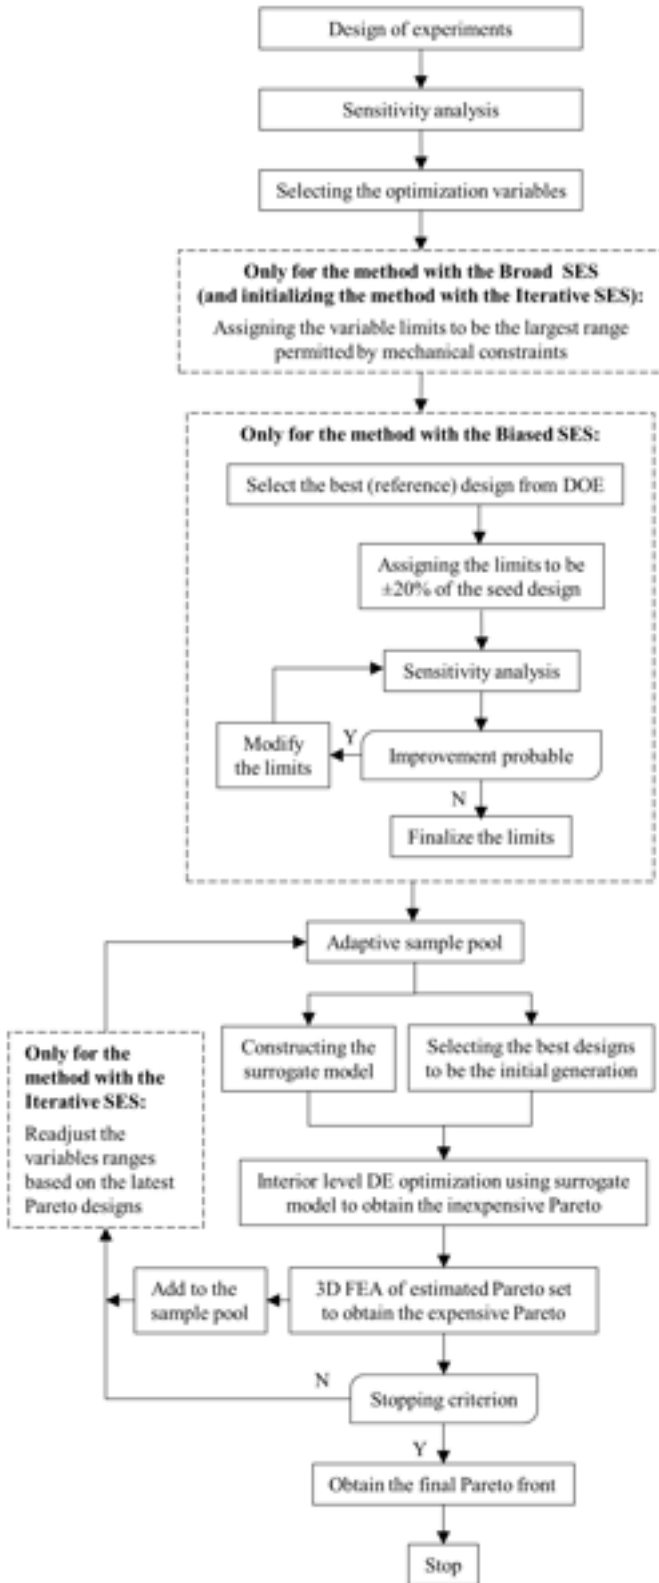 Design of experiments
Sensitivity analysis
Selecting the optimization variables
Only for the method with the Broad SES
(and initializing the method with the Iterative SES):
Assigning the variable limits to be the largest range
permitted by mechanical constraints
Only for the method with the Biased SES:
Select the best (reference) design from DOE
Assigning the limits to be
±20% of the seed design
Sensitivity analysis
Modify
the limits
Y
Improvement probable
N
Finalize the limits
Adaptive sample pool
Constructing the
surrogate model
Selecting the best designs
to be the initial generation
Only for the
method with the
Iterative SES:
Readjust the
variables ranges
based on the latest
Pareto designs
Interior level DE optimization using surrogate
model to obtain the inexpensive Pareto
Add to the
sample pool
3D FEA of estimated Pareto set
to obtain the expensive Pareto
N
Stopping criterion
Y
Obtain the final Pareto front
Stop